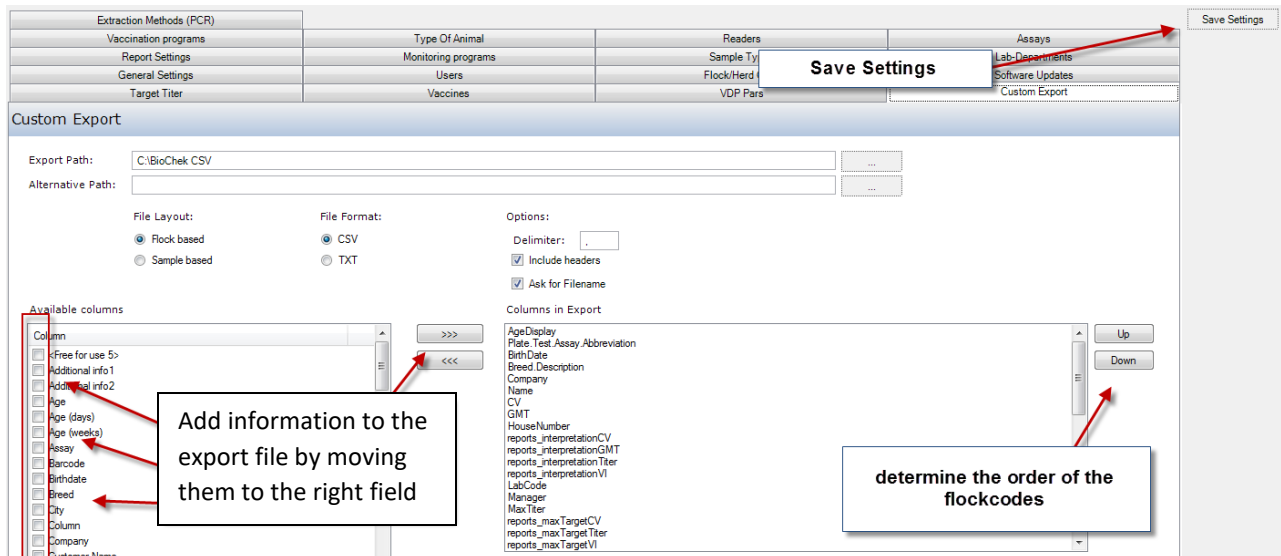 Extraction Methods (PCR)
Save Settings
Vaccination programs
Type Of Animal
Readers
Assays
Report Settings
Monitoring programs
Sample Ty
Lab-Departments
General Settings
Users
Flock/Herd
Software Updates
Target Titer
Vaccines
VDP Pars
Custom Export
Save Settings
Custom Export
Export Path:
C:\BioChek CSV
...
Alternative Path:
...
File Layout:
File Format:
Options:
Flock based
CSV
Delimiter: ,
Sample based
TXT
Include headers
Ask for Filename
Available columns
Columns in Export
Column
<Free for use 5>
Additional info1
Additional info2
Age
Age (days)
Age (weeks)
Assay
Barcode
Birthdate
Breed
City
Column
Company
Customer Name
>>>
<<<
AgeDisplay
Plate.Test.Assay.Abbreviation
BirthDate
Breed.Description
Company
Name
CV
GMT
HouseNumber
reports_interpretationCV
reports_interpretationGMT
reports_interpretationTiter
reports_interpretationVI
LabCode
Manager
MaxTiter
reports_maxTargetCV
reports_maxTargetTiter
reports_maxTargetVI
Up
Down
Add information to the
export file by moving
them to the right field
determine the order of the
flockcodes